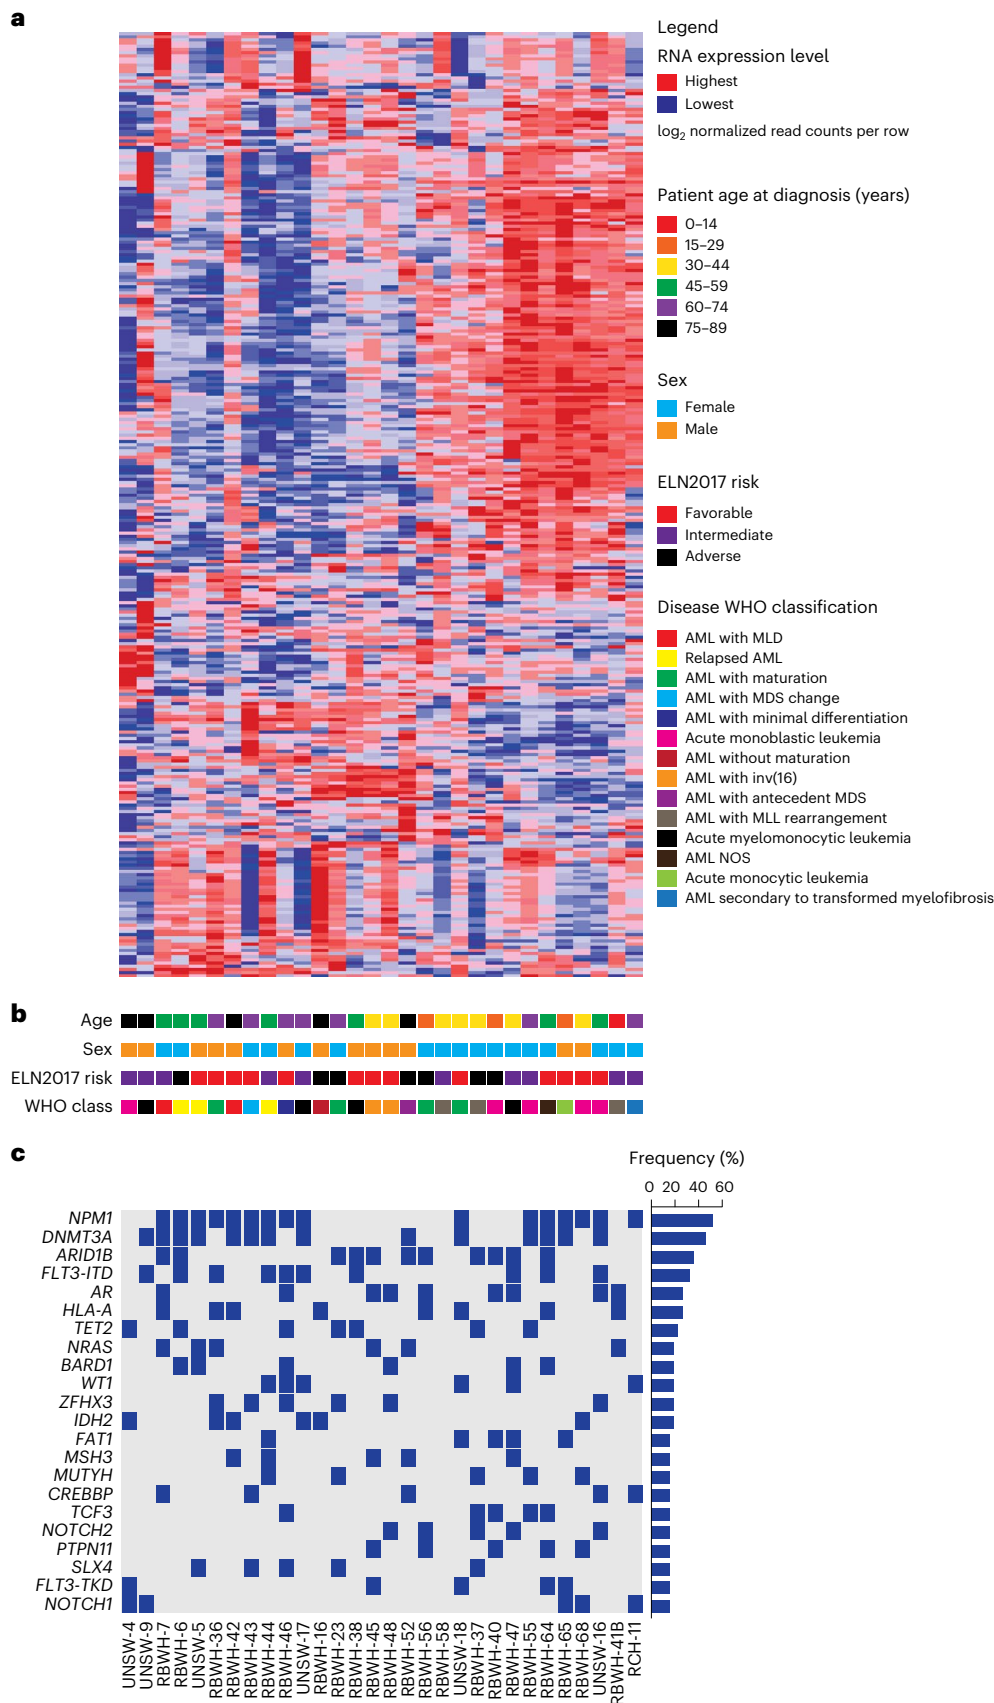 a
Legend
RNA expression level
Highest
Lowest
log2 normalized read counts per row
Patient age at diagnosis (years)
0–14
15–29
30–44
45–59
60–74
75–89
Sex
Female
Male
ELN2017 risk
Favorable
Intermediate
Adverse
Disease WHO classification
AML with MLD
Relapsed AML
AML with maturation
AML with MDS change
AML with minimal differentiation
Acute monoblastic leukemia
AML without maturation
AML with inv(16)
AML with antecedent MDS
AML with MLL rearrangement
Acute myelomonocytic leukemia
AML NOS
Acute monocytic leukemia
AML secondary to transformed myelofibrosis
b
Age
Sex
ELN2017 risk
WHO class
c
Frequency (%)
0 20 40 60
NPM1
DNMT3A
ARID1B
FLT3-ITD
AR
HLA-A
TET2
NRAS
BARD1
WT1
ZFHX3
IDH2
FAT1
MSH3
MUTYH
CREBBP
TCF3
NOTCH2
PTPN11
SLX4
FLT3-TKD
NOTCH1
UNSW-4
UNSW-9
RBWH-7
RBWH-6
UNSW-5
RBWH-36
RBWH-42
RBWH-43
RBWH-44
RBWH-46
UNSW-17
RBWH-16
RBWH-23
RBWH-38
RBWH-45
RBWH-48
RBWH-52
RBWH-56
RBWH-58
UNSW-18
RBWH-37
RBWH-40
RBWH-47
RBWH-55
RBWH-64
RBWH-65
RBWH-68
UNSW-16
RBWH-41B
RCH-11